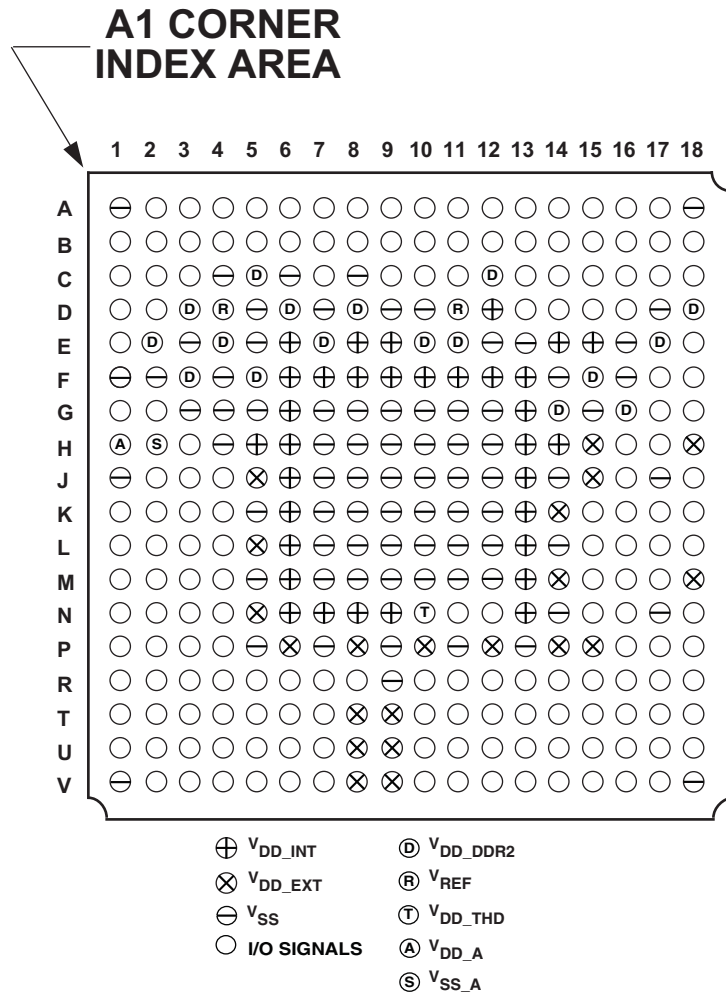 A1 CORNER
INDEX AREA
1 2 3 4 5 6 7 8 9 10 11 12 13 14 15 16 17 18
A
B
C D D
D D R D D R D
E D D D D D D
F D D D
G D D
H A S
J
K
L
M
N T
P
R
T
U
V
VDD_INT D VDD_DDR2
VDD_EXT R VREF
VSS T VDD_THD
I/O SIGNALS A VDD_A
S VSS_A